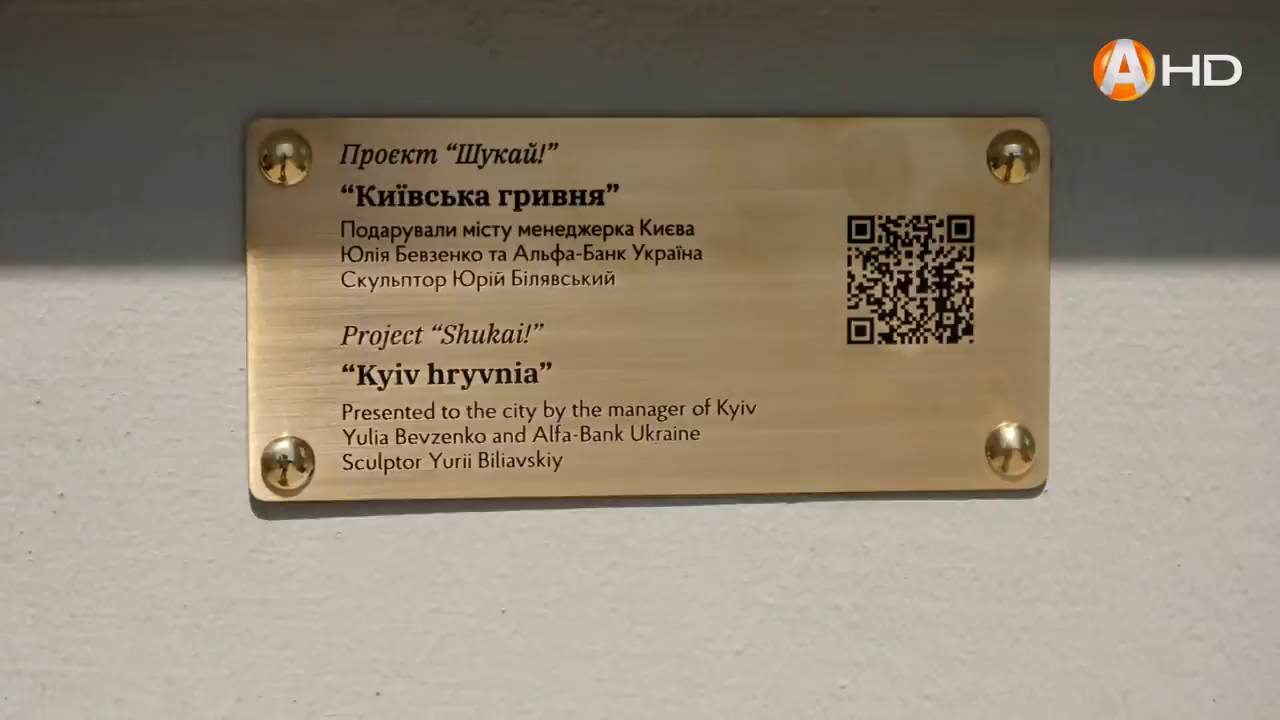 A HD
Проєкт “Шукай!”
“Київська гривня”
Подарували місту менеджерка Києва
Юлія Бевзенко та Альфа-Банк Україна
Скульптор Юрій Білявський
Project “Shukai!”
“Kyiv hryvnia”
Presented to the city by the manager of Kyiv
Yulia Bevzenko and Alfa-Bank Ukraine
Sculptor Yurii Biliavskiy